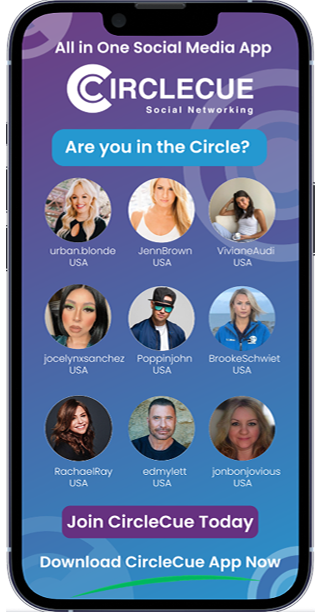 All in One Social Media App
CIRCLECUE
Social Networking
Are you in the Circle?
urban.blonde JennBrown VivianeAudi
USA USA USA
jocelynxsanchez Poppinjohn BrookeSchwiet
USA USA USA
RachaelRay edmylett jonbonjovious
USA USA USA
Join CircleCue Today
Download CircleCue App Now